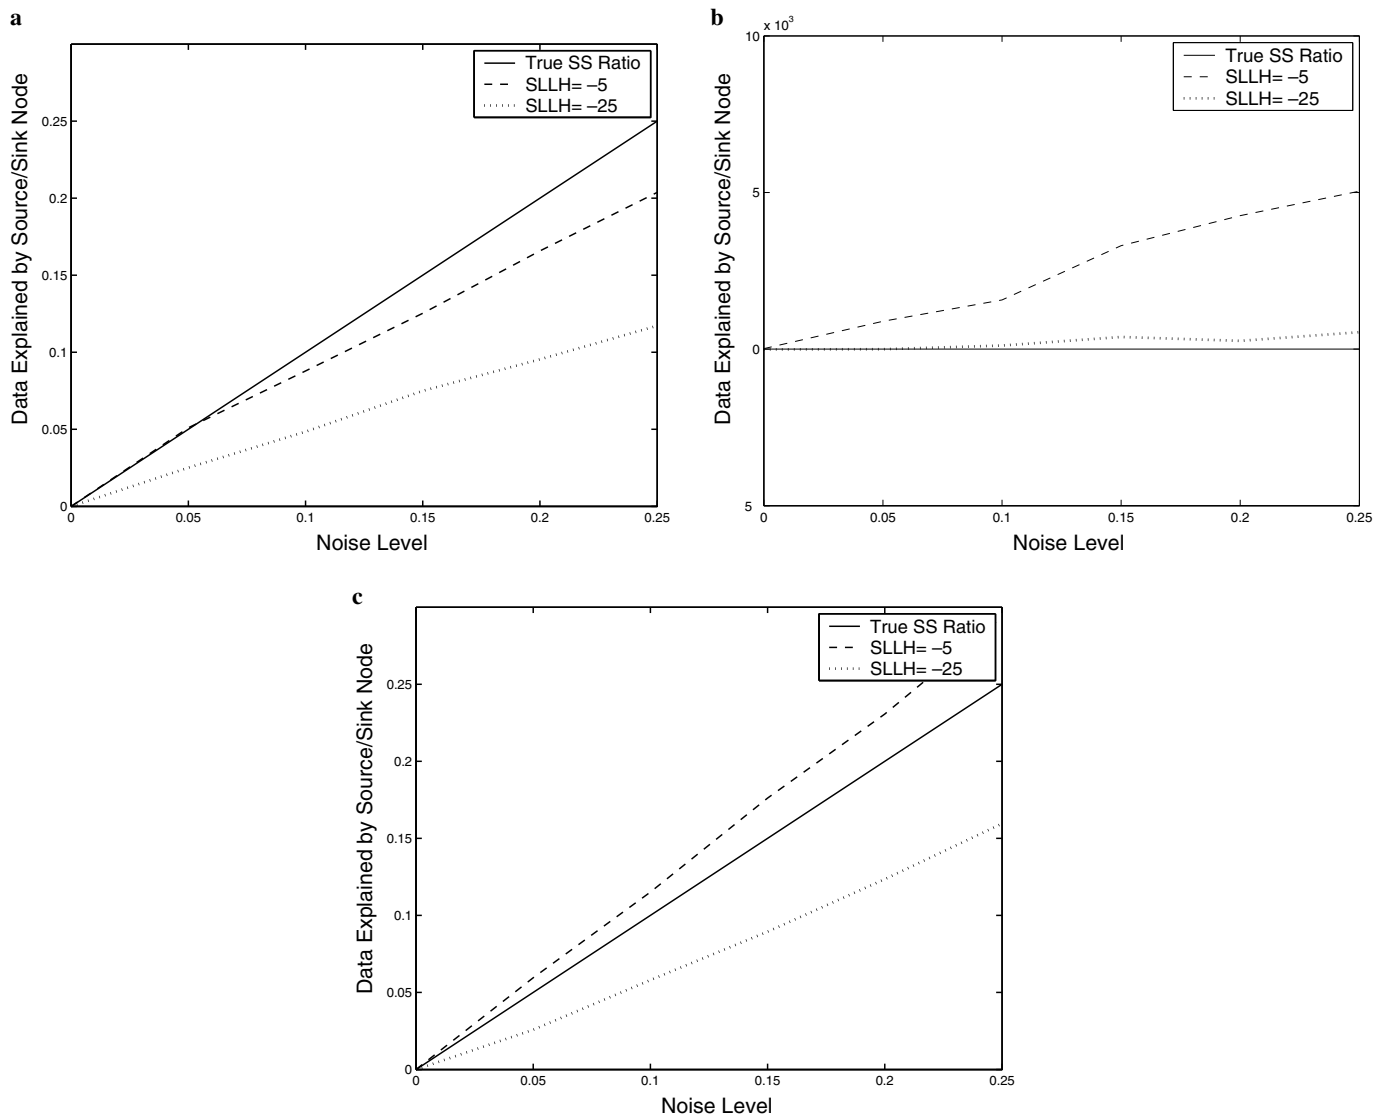 a
True SS Ratio
SLLH= –5
SLLH= –25
Data Explained by Source/Sink Node
0.25
0.2
0.15
0.1
0.05
0
0 0.05 0.1 0.15 0.2 0.25
Noise Level
b
x 10³
True SS Ratio
SLLH= –5
SLLH= –25
Data Explained by Source/Sink Node
10
5
0
5
0 0.05 0.1 0.15 0.2 0.25
Noise Level
c
True SS Ratio
SLLH= –5
SLLH= –25
Data Explained by Source/Sink Node
0.25
0.2
0.15
0.1
0.05
0
0 0.05 0.1 0.15 0.2 0.25
Noise Level